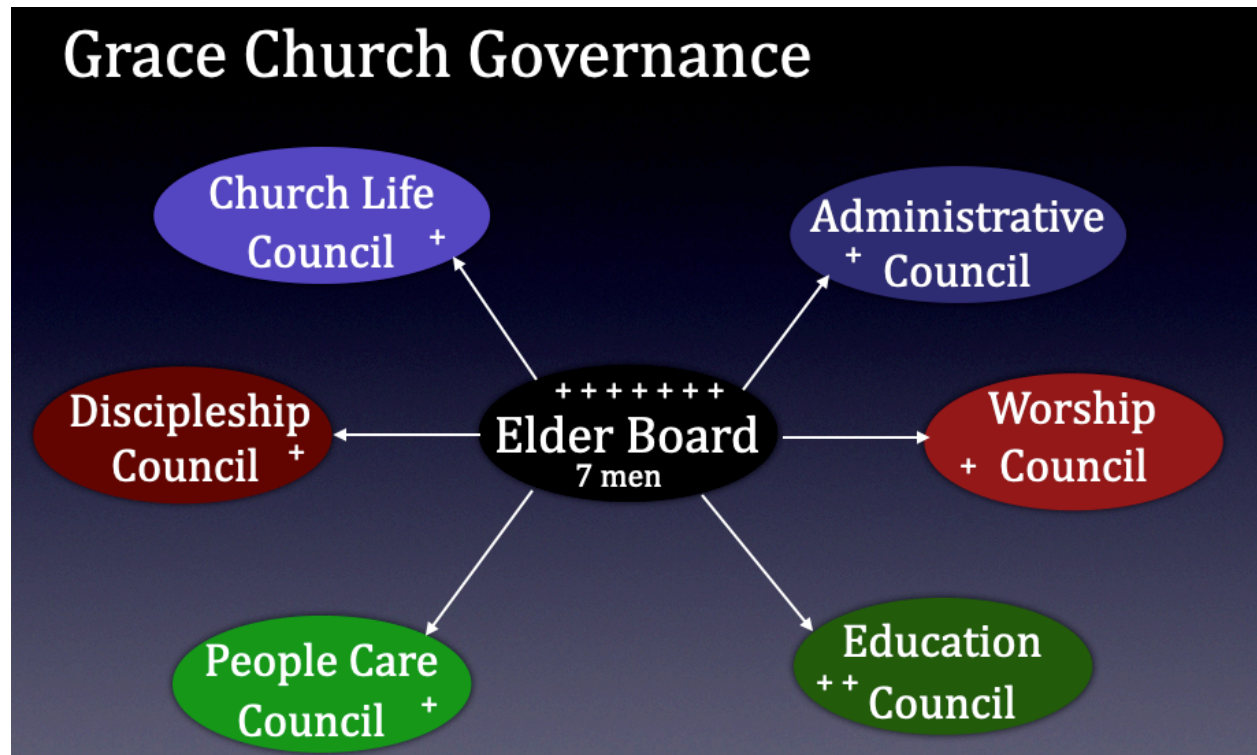 Grace Church Governance
Church Life
Council +
Administrative
+ Council
+ + + + + + +
Elder Board
7 men
Discipleship
Council +
Worship
+ Council
People Care
Council +
Education
+ + Council